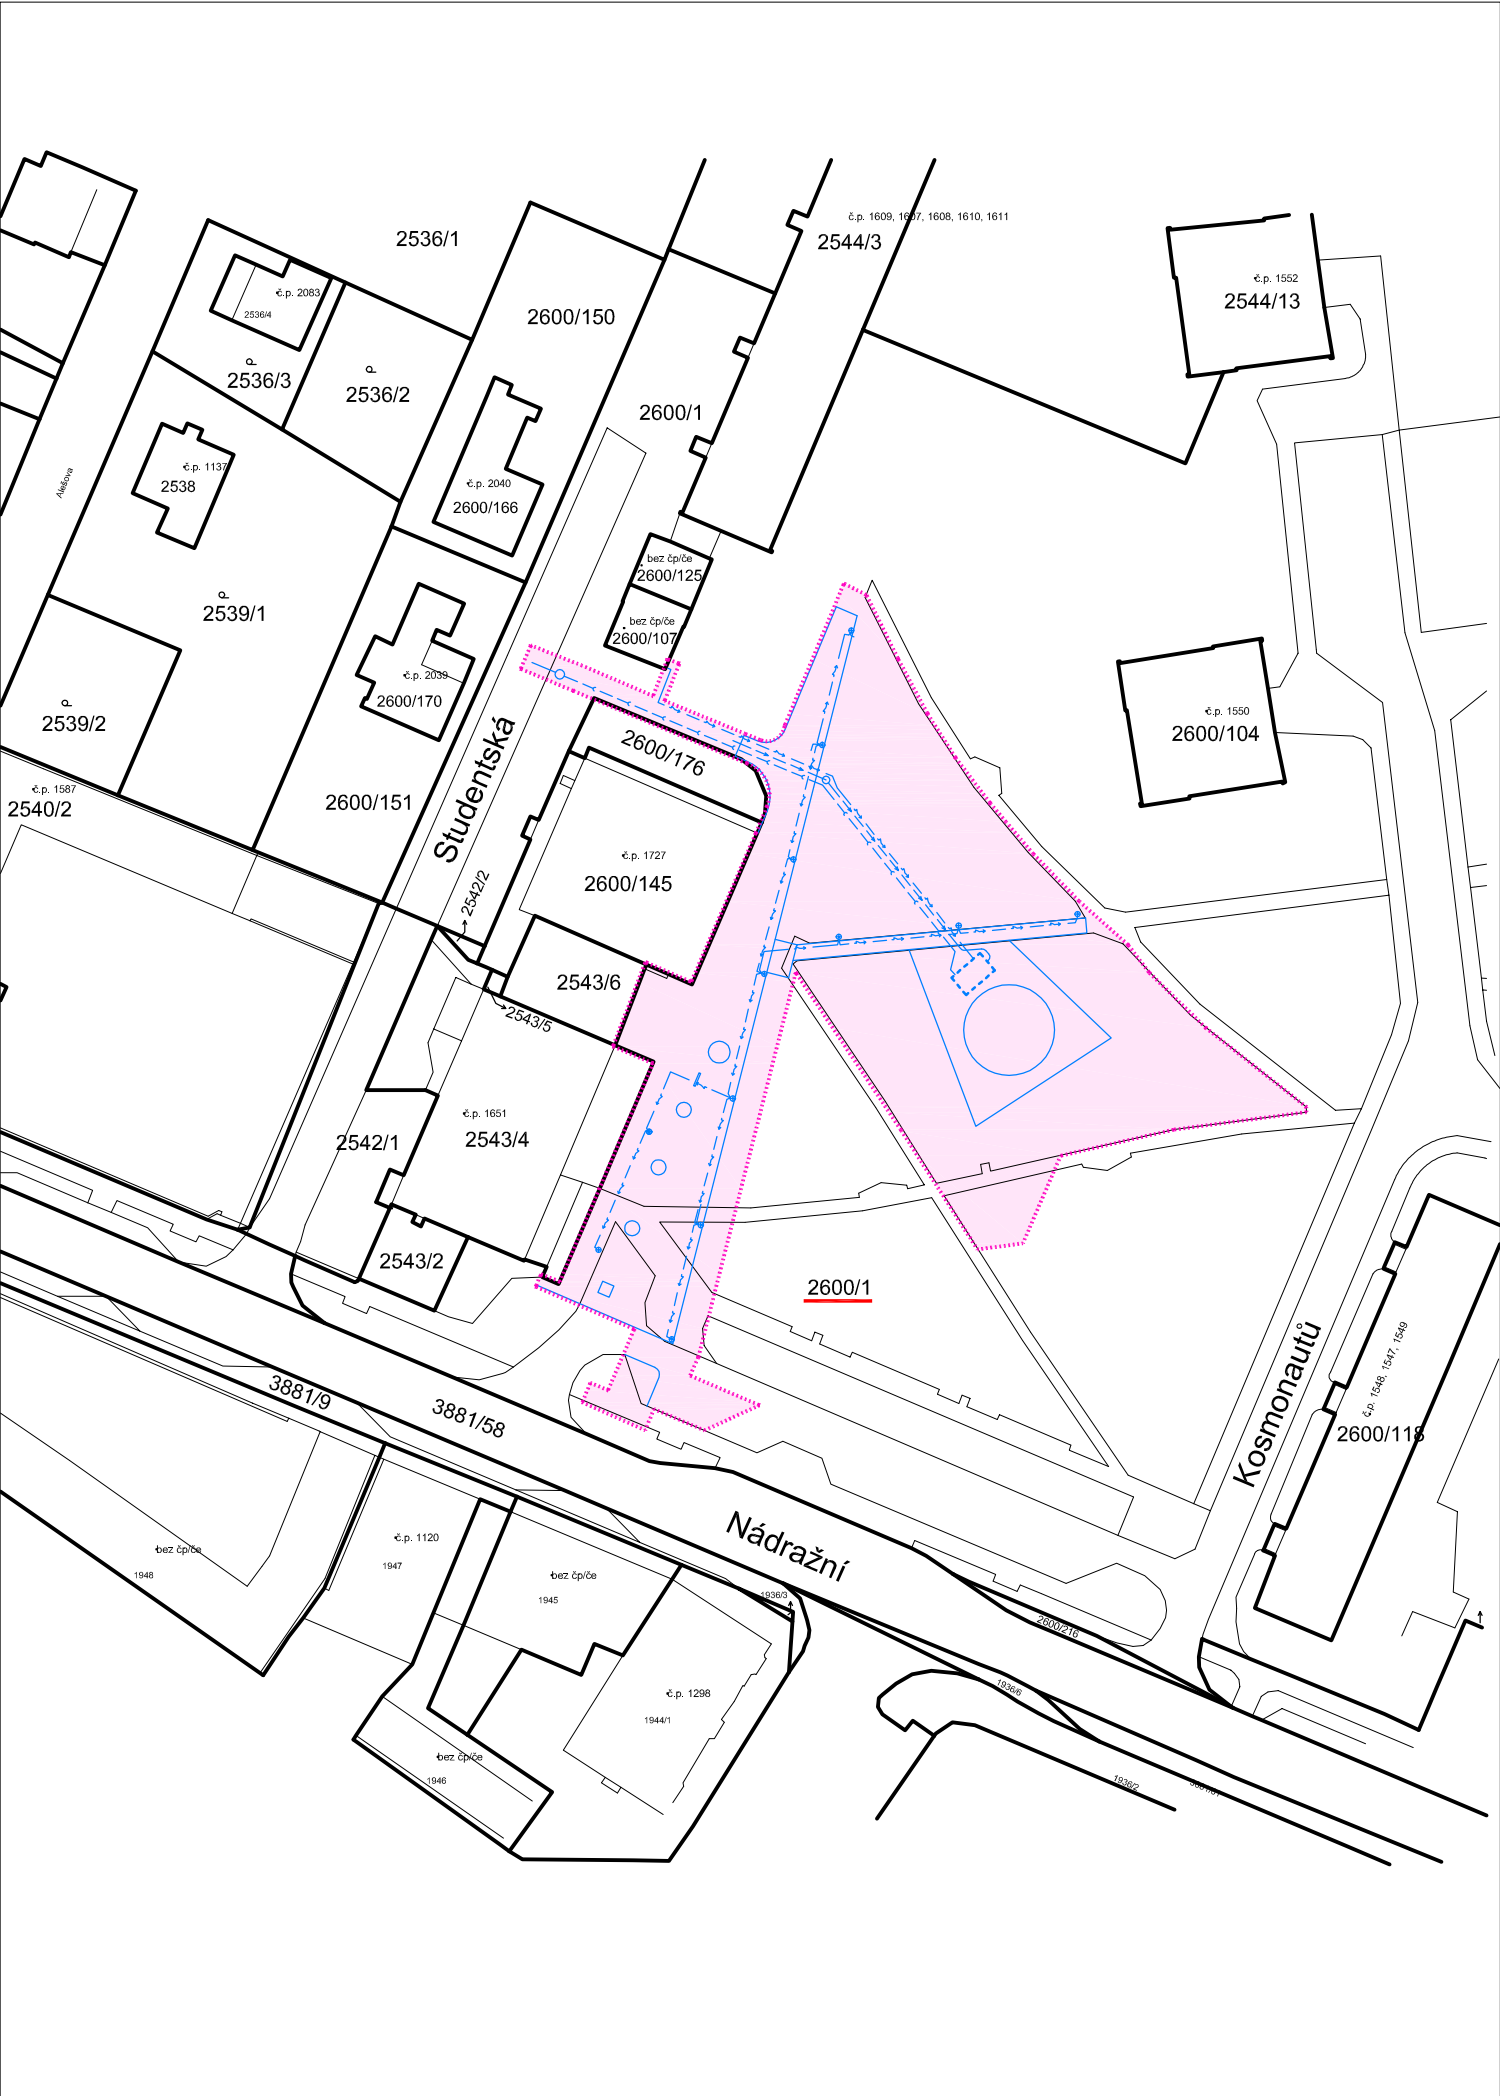 č.p. 1609, 1607, 1608, 1610, 1611
2544/3
2536/1
č.p. 2083
2536/4
2600/150
č.p. 1552
2544/13
2536/3
2536/2
2600/1
č.p. 1137
2538
Alešova
č.p. 2040
2600/166
bez čp/če
2600/125
2539/1
bez čp/če
2600/107
č.p. 2039
2600/170
2539/2
č.p. 1550
2600/104
2600/176
Studentská
č.p. 1587
2540/2
2600/151
č.p. 1727
2600/145
2542/2
2543/6
2543/5
č.p. 1651
2543/4
2542/1
2543/2
2600/1
Kosmonautů
č.p. 1548, 1547, 1549
2600/118
3881/9
3881/58
Nádražní
č.p. 1120
1947
bez čp/če
1948
bez čp/če
1945
1936/3
2600/216
č.p. 1298
1944/1
1936/6
bez čp/če
1946
1936/2